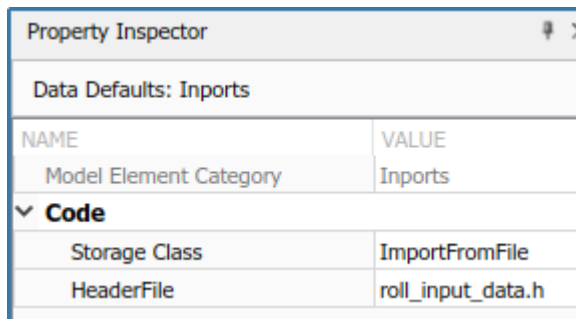 Property Inspector
Data Defaults: Inports
NAME VALUE
Model Element Category Inports
Code
Storage Class ImportFromFile
HeaderFile roll_input_data.h